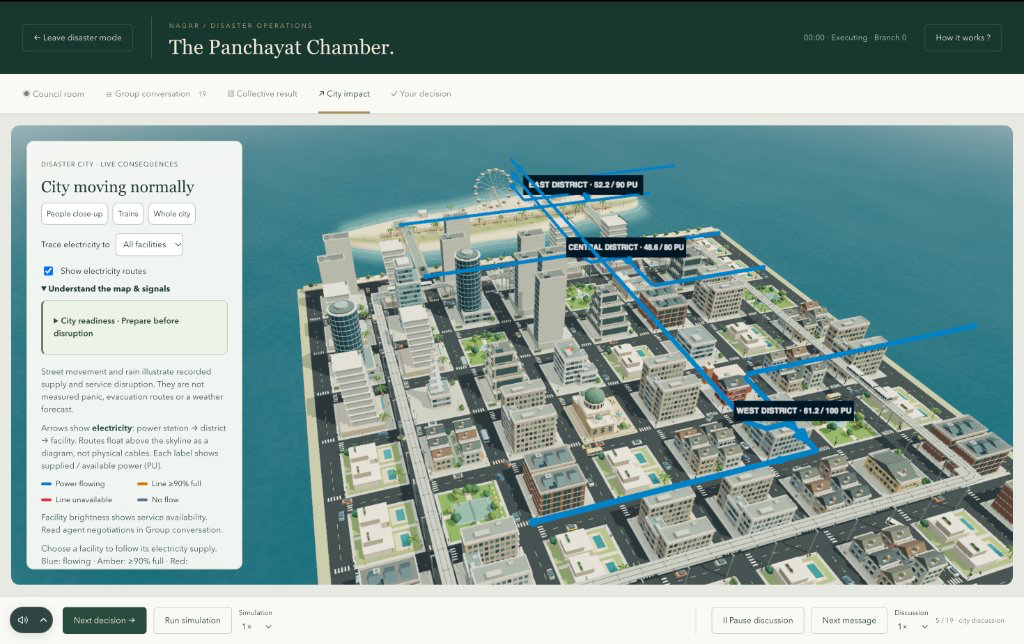 ← Leave disaster mode
NAGAR / DISASTER OPERATIONS
The Panchayat Chamber.
00:00 · Executing · Branch 0
How it works ?
Council room
Group conversation 19
Collective result
↗ City impact
✓ Your decision
DISASTER CITY · LIVE CONSEQUENCES
City moving normally
People close-up
Trains
Whole city
Trace electricity to
All facilities
Show electricity routes
▾ Understand the map & signals
▸ City readiness · Prepare before
disruption
Street movement and rain illustrate recorded
supply and service disruption. They are not
measured panic, evacuation routes or a weather
forecast.
Arrows show electricity: power station → district
→ facility. Routes float above the skyline as a
diagram, not physical cables. Each label shows
supplied / available power (PU).
Power flowing
Line ≥90% full
Line unavailable
No flow
Facility brightness shows service availability.
Read agent negotiations in Group conversation.
Choose a facility to follow its electricity supply.
Blue: flowing · Amber: ≥90% full · Red:
EAST DISTRICT · 52.2 / 90 PU
CENTRAL DISTRICT · 48.6 / 80 PU
WEST DISTRICT · 61.2 / 100 PU
Next decision →
Run simulation
Simulation
1×
II Pause discussion
Next message
Discussion
1×
5 / 19 · city discussion